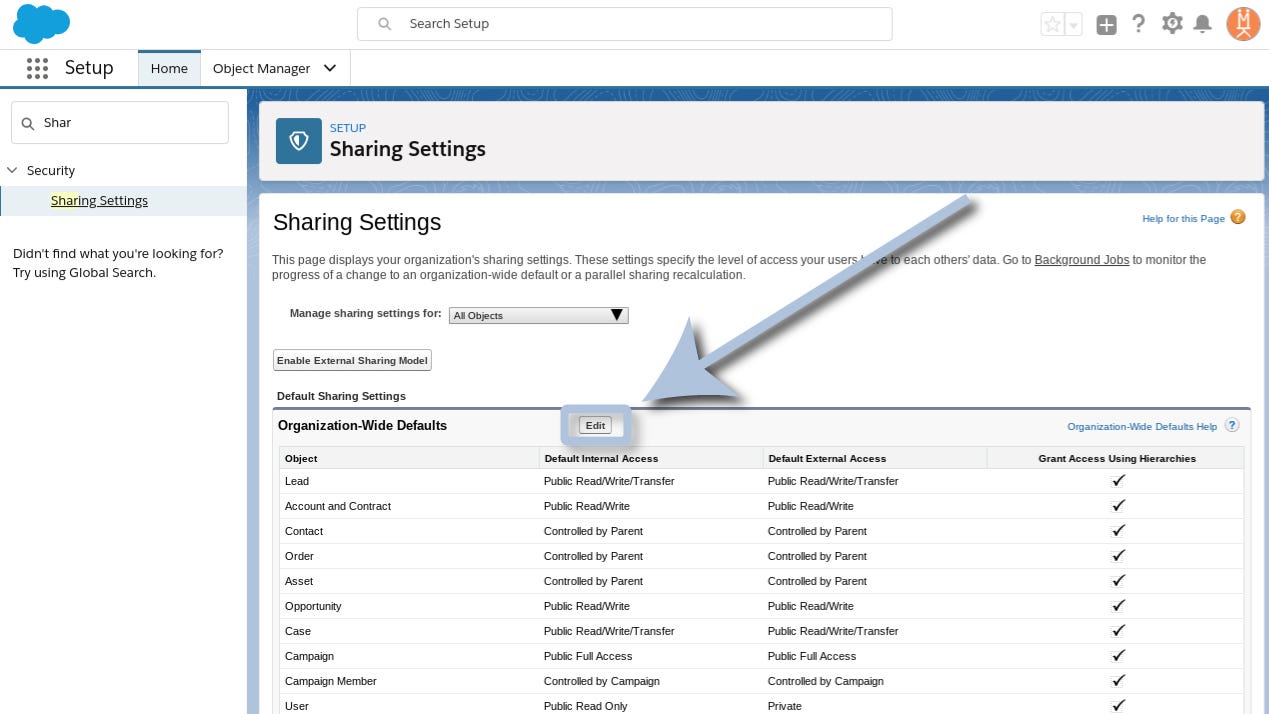 Search Setup
Setup
Home
Object Manager
Shar
Security
Sharing Settings
Didn't find what you're looking for?
Try using Global Search.
SETUP
Sharing Settings
Sharing Settings
Help for this Page ?
This page displays your organization's sharing settings. These settings specify the level of access your users to each others' data. Go to Background Jobs to monitor the
progress of a change to an organization-wide default or a parallel sharing recalculation.
Manage sharing settings for: All Objects
Enable External Sharing Model
Default Sharing Settings
Organization-Wide Defaults Edit Organization-Wide Defaults Help ?
Object Default Internal Access Default External Access Grant Access Using Hierarchies
Lead Public Read/Write/Transfer Public Read/Write/Transfer ✓
Account and Contract Public Read/Write Public Read/Write ✓
Contact Controlled by Parent Controlled by Parent ✓
Order Controlled by Parent Controlled by Parent ✓
Asset Controlled by Parent Controlled by Parent ✓
Opportunity Public Read/Write Public Read/Write ✓
Case Public Read/Write/Transfer Public Read/Write/Transfer ✓
Campaign Public Full Access Public Full Access ✓
Campaign Member Controlled by Campaign Controlled by Campaign ✓
User Public Read Only Private ✓